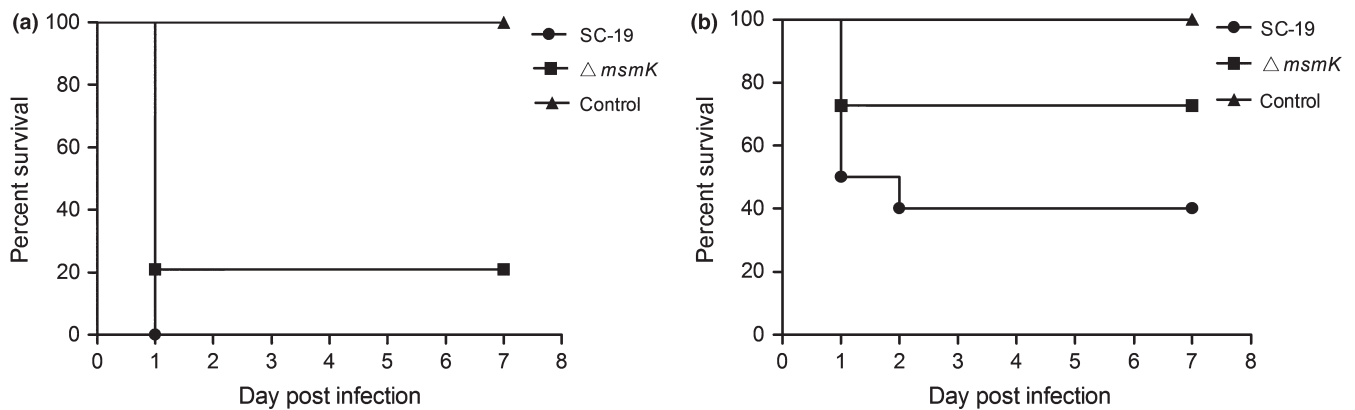 (a)
Percent survival
100
80
60
40
20
0
0 1 2 3 4 5 6 7 8
Day post infection
SC-19
△ msmK
Control
(b)
Percent survival
100
80
60
40
20
0
0 1 2 3 4 5 6 7 8
Day post infection
SC-19
△ msmK
Control